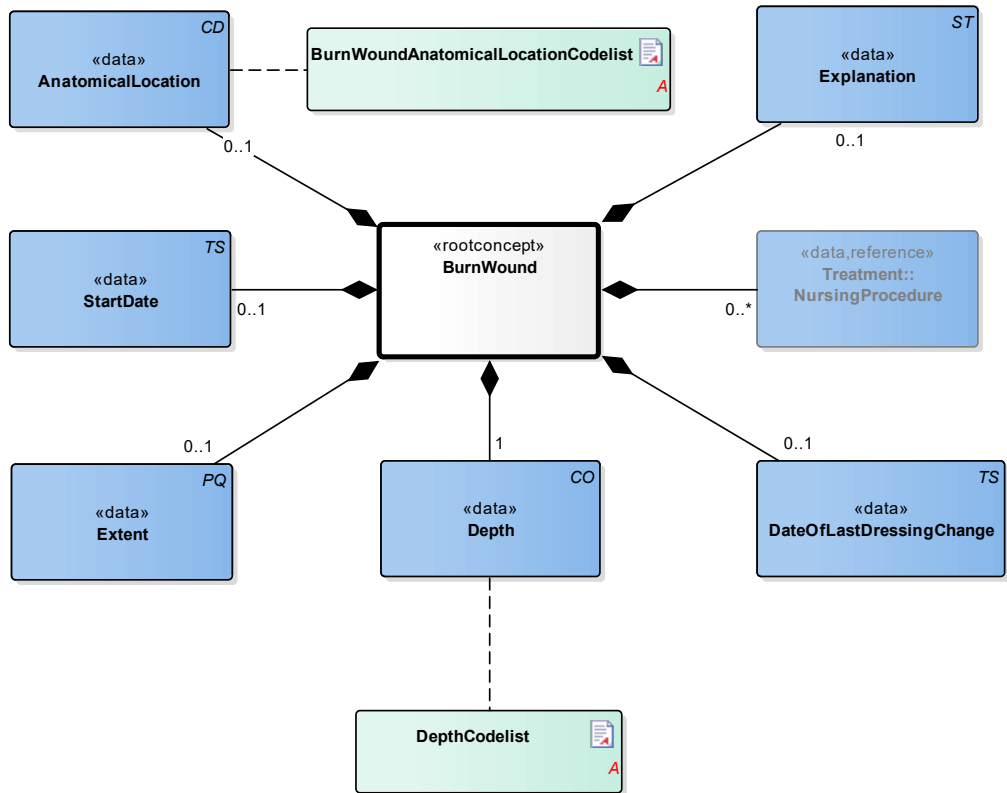 CD
«data»
AnatomicalLocation
BurnWoundAnatomicalLocationCodelist
A
ST
«data»
Explanation
0..1
0..1
«rootconcept»
BurnWound
TS
«data»
StartDate
0..1
«data,reference»
Treatment::
NursingProcedure
0..*
0..1
1
0..1
PQ
«data»
Extent
CO
«data»
Depth
TS
«data»
DateOfLastDressingChange
DepthCodelist
A